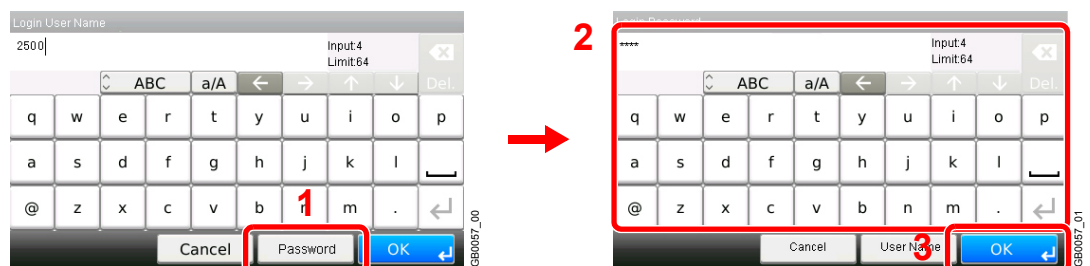 Login User Name
2500
Input:4
Limit:64
ABC a/A ← → ↑ ↓ Del.
q w e r t y u i o p
a s d f g h j k l
@ z x c v b n m .
1
Cancel Password OK
GB0057_00
2
Login Password
****
Input:4
Limit:64
ABC a/A ← → ↑ ↓ Del.
q w e r t y u i o p
a s d f g h j k l
@ z x c v b n m .
Cancel User Name OK
3
GB0057_01